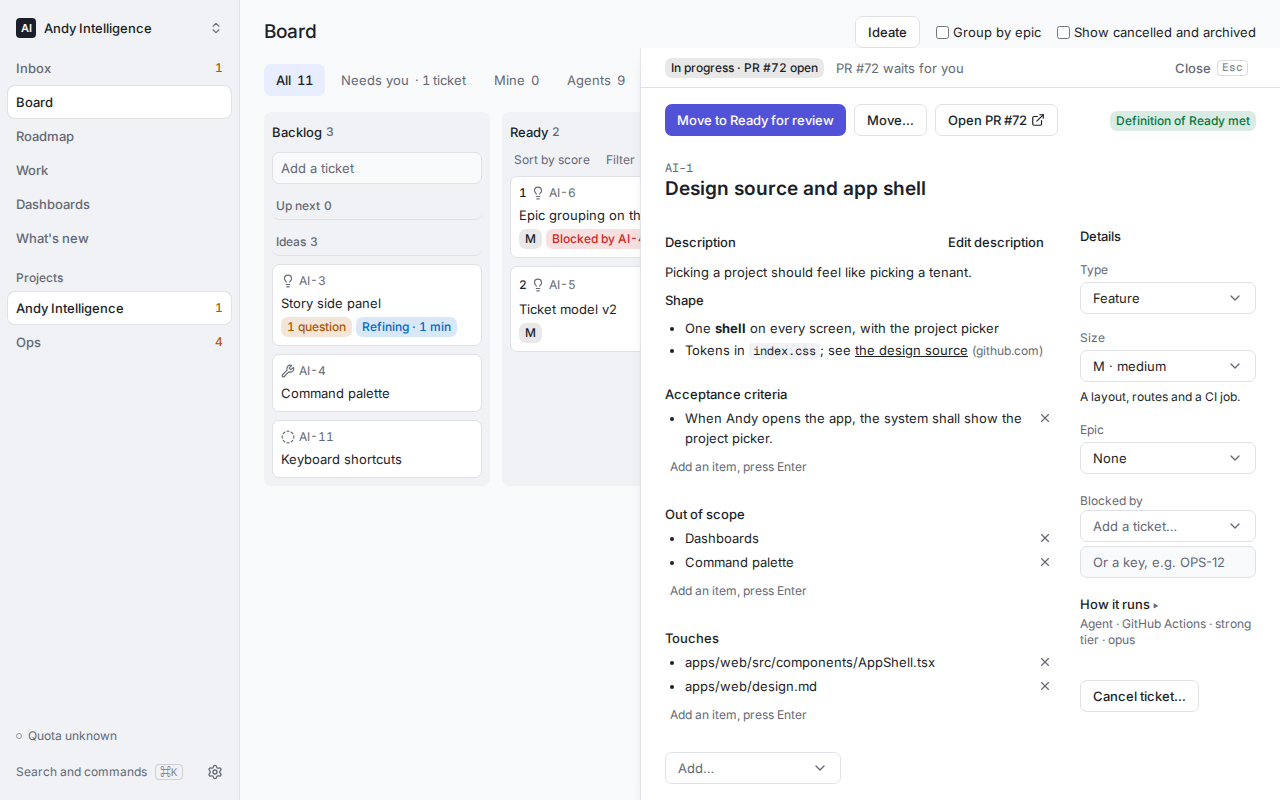 AI Andy Intelligence
Inbox 1
Board
Roadmap
Work
Dashboards
What's new
Projects
Andy Intelligence 1
Ops 4
Quota unknown
Search and commands ⌘K
Board
Ideate
Group by epic
Show cancelled and archived
All 11
Needs you · 1 ticket
Mine 0
Agents 9
Backlog 3
Add a ticket
Up next 0
Ideas 3
AI-3
Story side panel
1 question Refining · 1 min
AI-4
Command palette
AI-11
Keyboard shortcuts
Ready 2
Sort by score Filter
1 AI-6
Epic grouping on th
M Blocked by AI-
2 AI-5
Ticket model v2
M
In progress · PR #72 open PR #72 waits for you
Close Esc
Move to Ready for review Move... Open PR #72
Definition of Ready met
AI-1
Design source and app shell
Description Edit description
Picking a project should feel like picking a tenant.
Shape
• One shell on every screen, with the project picker
• Tokens in index.css; see the design source (github.com)
Acceptance criteria
• When Andy opens the app, the system shall show the
project picker.
Add an item, press Enter
Out of scope
• Dashboards
• Command palette
Add an item, press Enter
Touches
• apps/web/src/components/AppShell.tsx
• apps/web/design.md
Add an item, press Enter
Add...
Details
Type
Feature
Size
M · medium
A layout, routes and a CI job.
Epic
None
Blocked by
Add a ticket...
Or a key, e.g. OPS-12
How it runs ▸
Agent · GitHub Actions · strong
tier · opus
Cancel ticket...